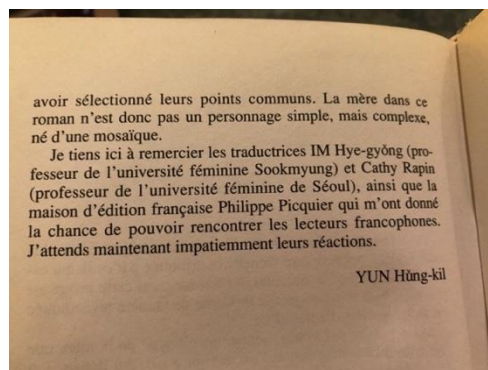 avoir sélectionné leurs points communs. La mère dans ce
roman n'est donc pas un personnage simple, mais complexe,
né d'une mosaïque.
Je tiens ici à remercier les traductrices IM Hye-gyông (pro-
fesseur de l'université féminine Sookmyung) et Cathy Rapin
(professeur de l'université féminine de Séoul), ainsi que la
maison d'édition française Philippe Picquier qui m'ont donné
la chance de pouvoir rencontrer les lecteurs francophones.
J'attends maintenant impatiemment leurs réactions.
YUN Hùng-kil